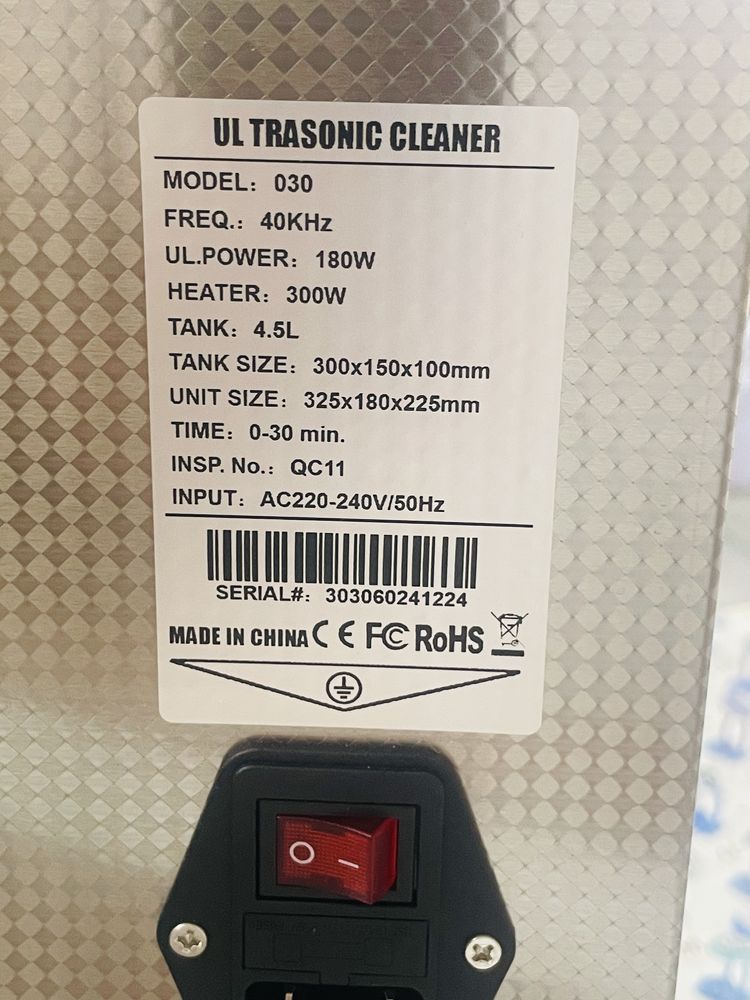 UL TRASONIC CLEANER
MODEL: 030
FREQ.: 40KHz
UL.POWER: 180W
HEATER: 300W
TANK: 4.5L
TANK SIZE: 300x150x100mm
UNIT SIZE: 325x180x225mm
TIME: 0-30 min.
INSP. No.: QC11
INPUT: AC220-240V/50Hz
SERIAL#: 303060241224
MADE IN CHINA CE FC RoHS
O –